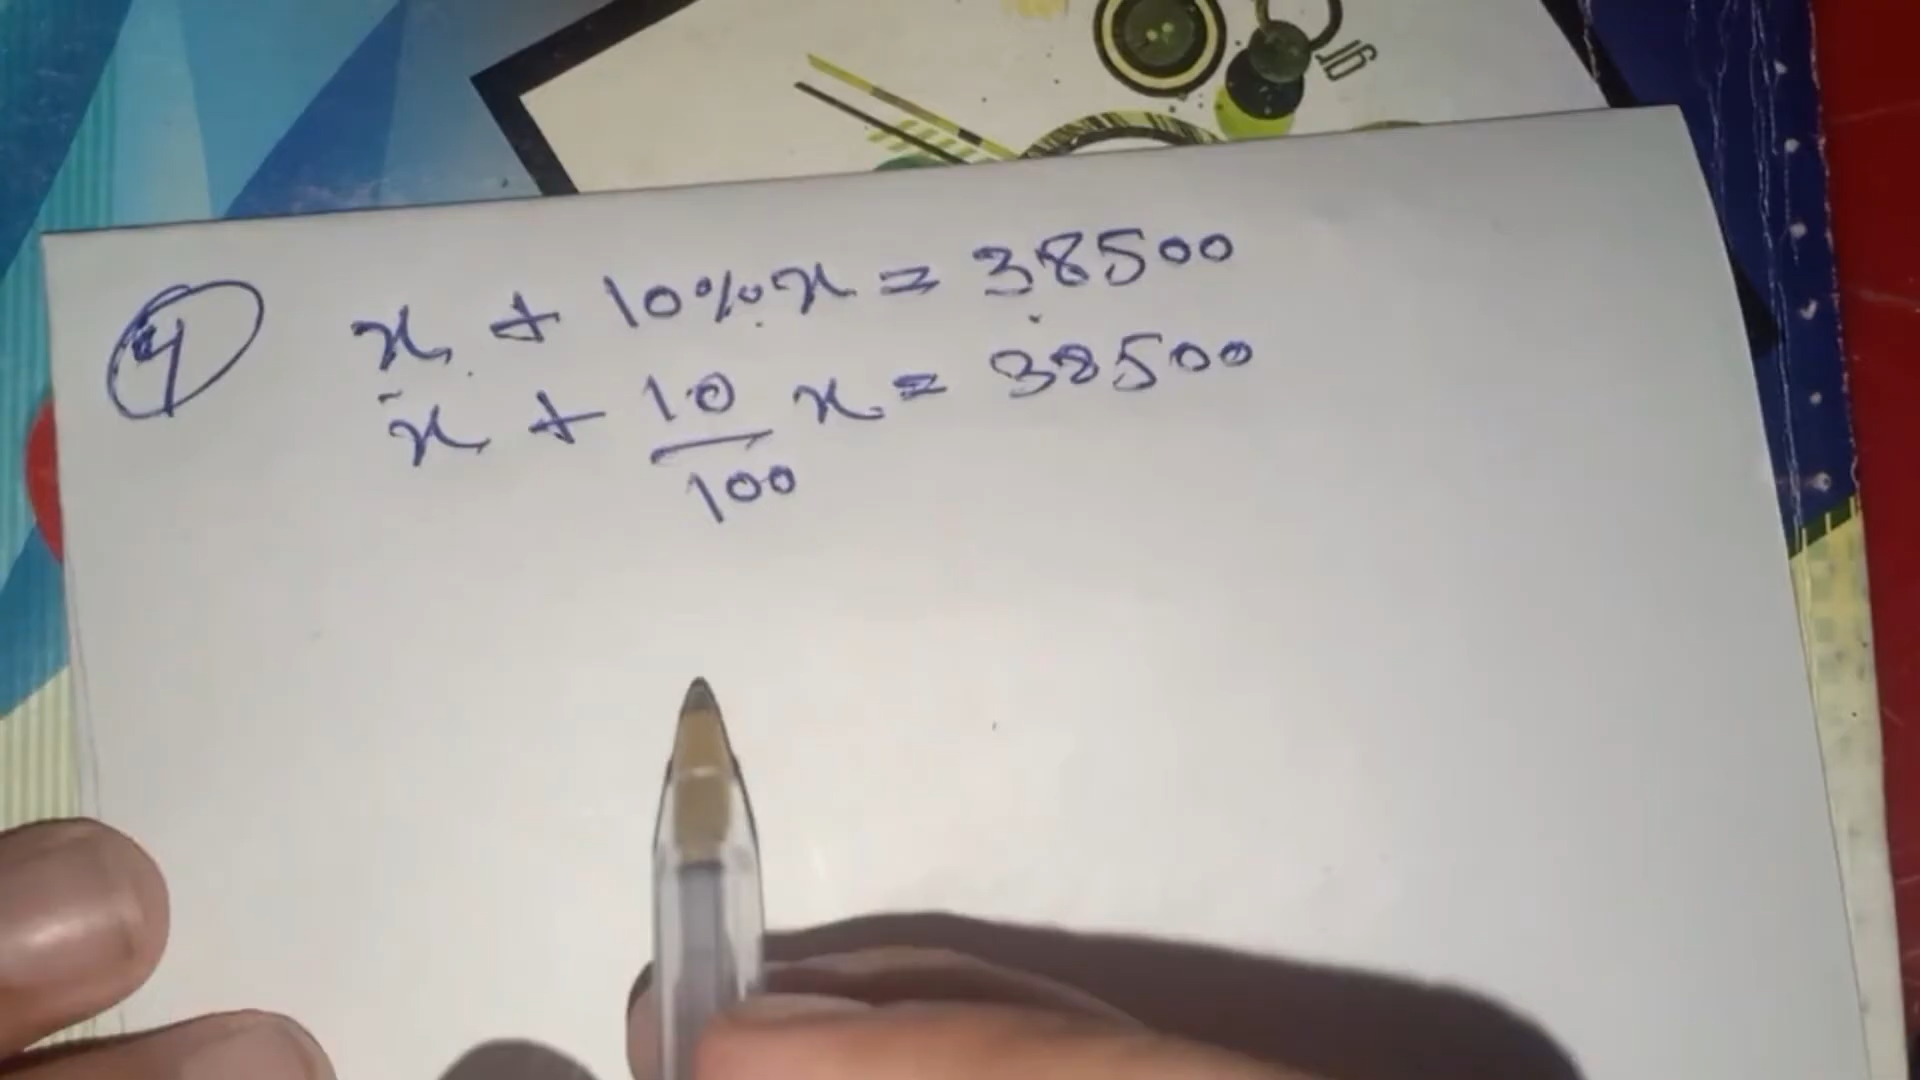 4 x + 10% x = 38500
x + 10/100 x = 38500